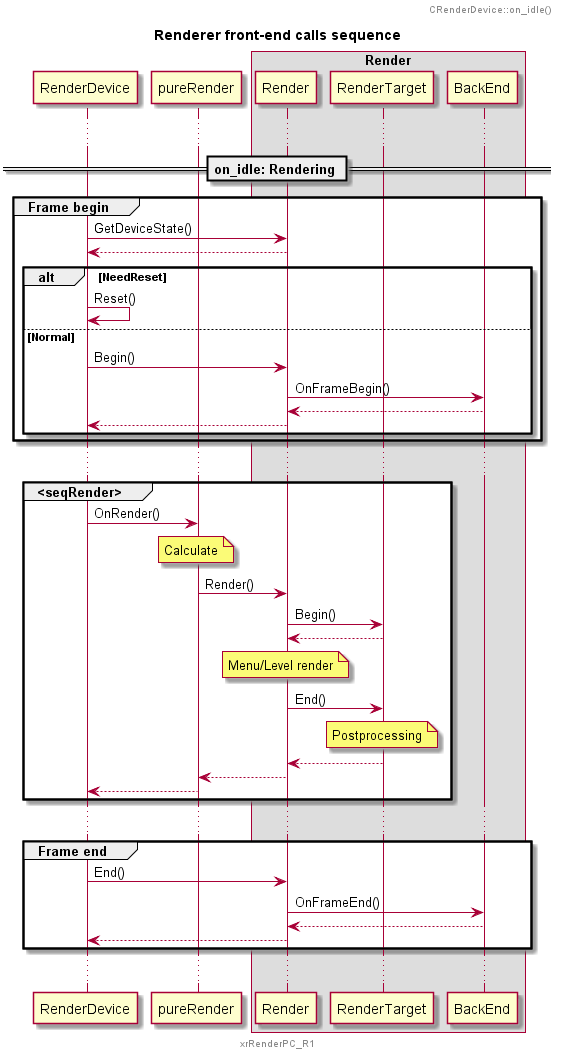 CRenderDevice::on_idle()
Renderer front-end calls sequence
Render
RenderDevice pureRender Render RenderTarget BackEnd
on_idle: Rendering
Frame begin
GetDeviceState()
alt [NeedReset]
Reset()
[Normal]
Begin()
OnFrameBegin()
<seqRender>
OnRender()
Calculate
Render()
Begin()
Menu/Level render
End()
Postprocessing
Frame end
End()
OnFrameEnd()
RenderDevice pureRender Render RenderTarget BackEnd
xrRenderPC_R1